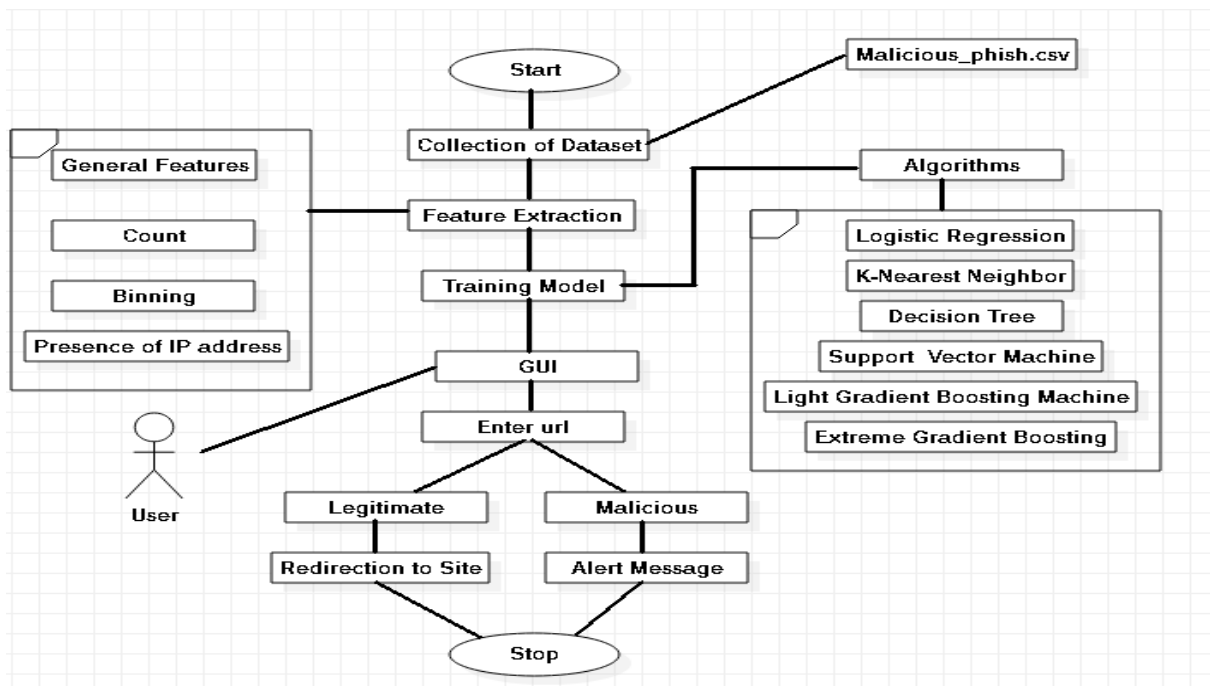 Start
Malicious_phish.csv
Collection of Dataset
General Features
Algorithms
Feature Extraction
Count
Logistic Regression
K-Nearest Neighbor
Training Model
Binning
Decision Tree
Presence of IP address
Support Vector Machine
GUI
Light Gradient Boosting Machine
Enter url
Extreme Gradient Boosting
User
Legitimate
Malicious
Redirection to Site
Alert Message
Stop